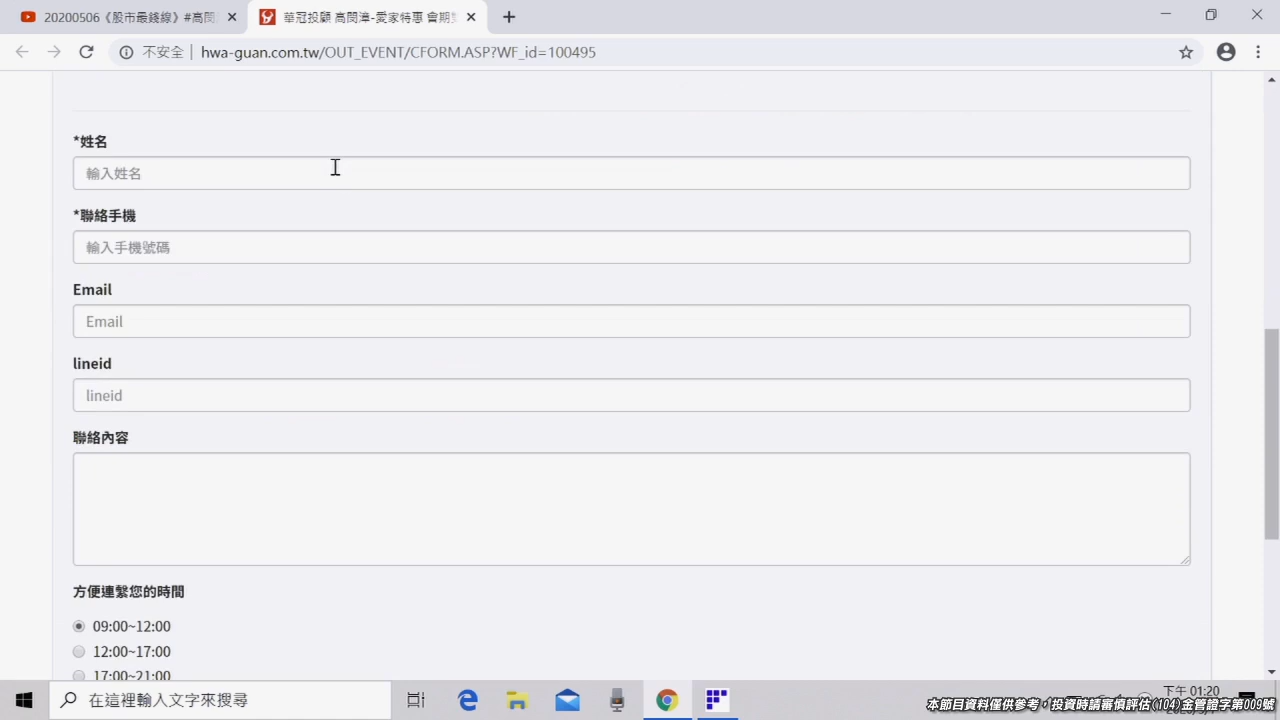 20200506《股市最錢線》#高閔
華冠投顧 高閔漳-愛家特惠 會期
不安全 | hwa-guan.com.tw/OUT_EVENT/CFORM.ASP?WF_id=100495
*姓名
輸入姓名
*聯絡手機
輸入手機號碼
Email
Email
lineid
lineid
聯絡內容
方便連繫您的時間
09:00~12:00
12:00~17:00
17:00~21:00
在這裡輸入文字來搜尋
下午 01:20
本節目資料僅供參考，投資時請審慎評估(104)金管證字第009號